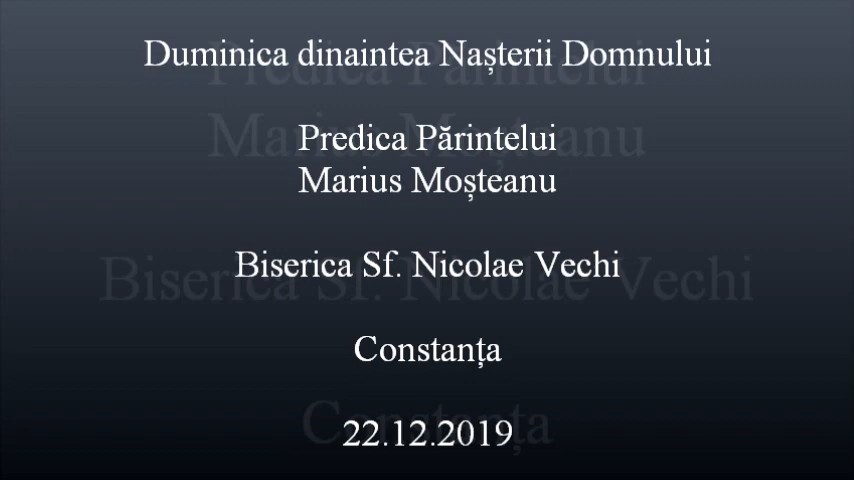 Duminica dinaintea Nașterii Domnului
Predica Părintelui
Marius Moșteanu
Biserica Sf. Nicolae Vechi
Constanța
22.12.2019